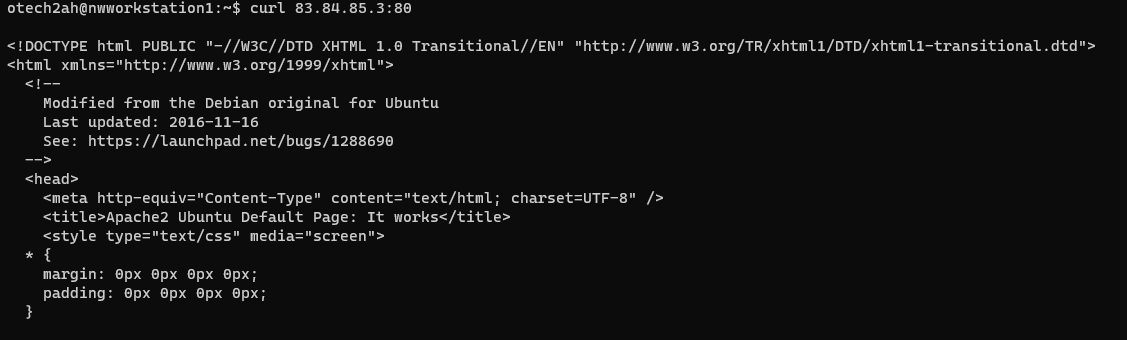 otech2ah@nwworkstation1:~$ curl 83.84.85.3:80
<!DOCTYPE html PUBLIC "-//W3C//DTD XHTML 1.0 Transitional//EN" "http://www.w3.org/TR/xhtml1/DTD/xhtml1-transitional.dtd">
<html xmlns="http://www.w3.org/1999/xhtml">
  <!--
    Modified from the Debian original for Ubuntu
    Last updated: 2016-11-16
    See: https://launchpad.net/bugs/1288690
  -->
  <head>
    <meta http-equiv="Content-Type" content="text/html; charset=UTF-8" />
    <title>Apache2 Ubuntu Default Page: It works</title>
    <style type="text/css" media="screen">
  * {
    margin: 0px 0px 0px 0px;
    padding: 0px 0px 0px 0px;
  }